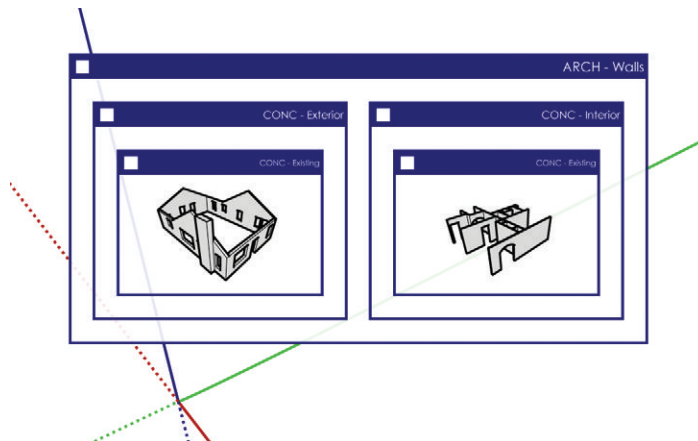 ARCH - Walls
CONC - Exterior
CONC - Interior
CONC - Existing
CONC - Existing